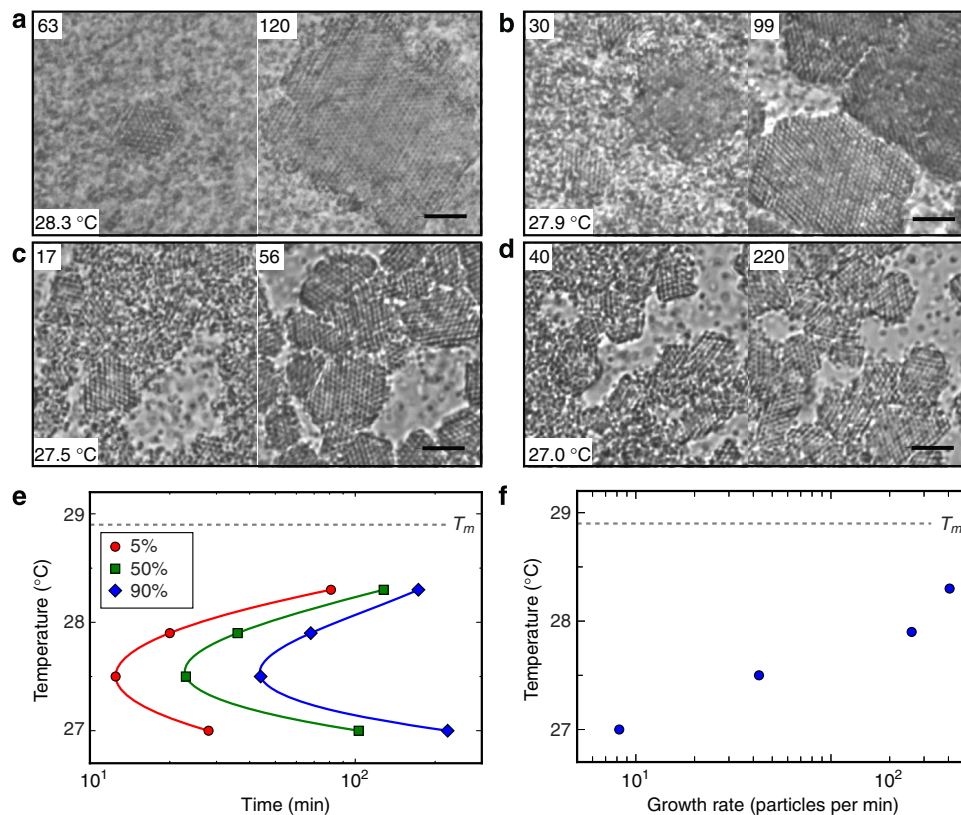 a
63
120
28.3 °C
b
30
99
27.9 °C
c
17
56
27.5 °C
d
40
220
27.0 °C
e
29
28
27
Temperature (°C)
Tm
5%
50%
90%
10¹
10²
Time (min)
f
29
28
27
Temperature (°C)
Tm
10¹
10²
Growth rate (particles per min)